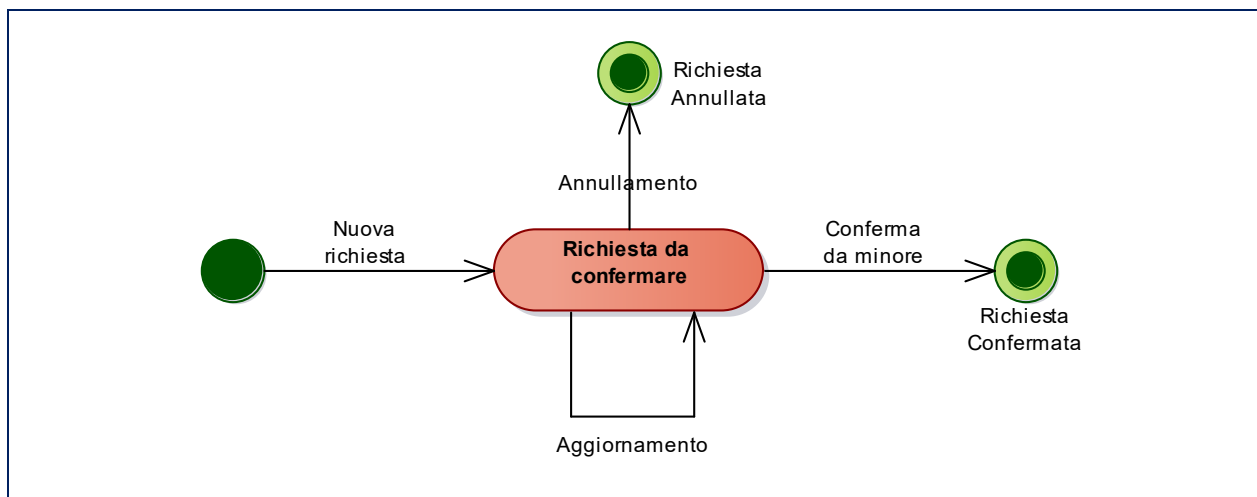 Richiesta
Annullata
Annullamento
Nuova
richiesta
Richiesta da
confermare
Conferma
da minore
Richiesta
Confermata
Aggiornamento